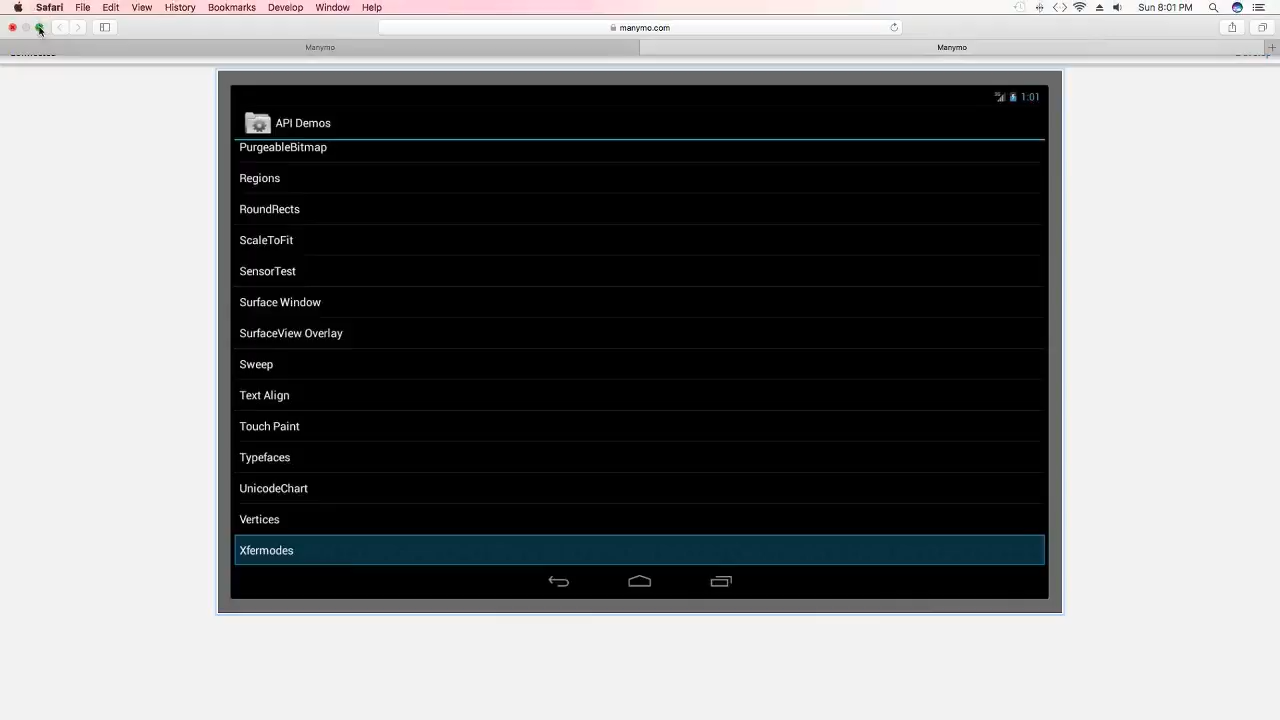 Safari File Edit View History Bookmarks Develop Window Help Sun 8:01 PM
manymo.com
Manymo Manymo
1:01
API Demos
PurgeableBitmap
Regions
RoundRects
ScaleToFit
SensorTest
Surface Window
SurfaceView Overlay
Sweep
Text Align
Touch Paint
Typefaces
UnicodeChart
Vertices
Xfermodes